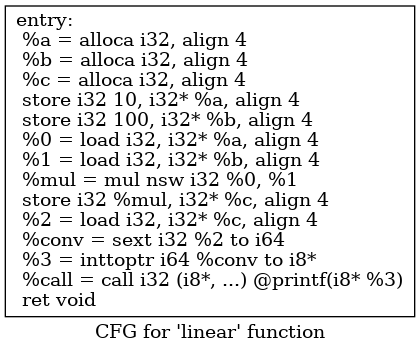 entry:
%a = alloca i32, align 4
%b = alloca i32, align 4
%c = alloca i32, align 4
store i32 10, i32* %a, align 4
store i32 100, i32* %b, align 4
%0 = load i32, i32* %a, align 4
%1 = load i32, i32* %b, align 4
%mul = mul nsw i32 %0, %1
store i32 %mul, i32* %c, align 4
%2 = load i32, i32* %c, align 4
%conv = sext i32 %2 to i64
%3 = inttoptr i64 %conv to i8*
%call = call i32 (i8*, ...) @printf(i8* %3)
ret void
CFG for 'linear' function